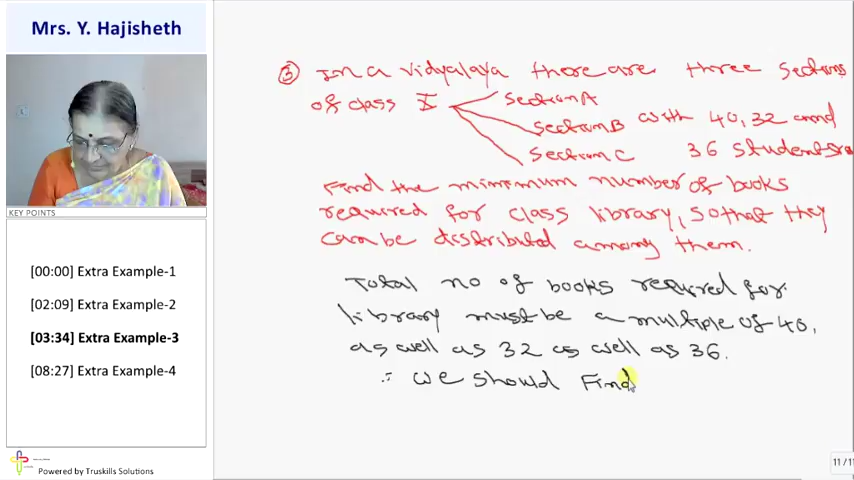 Mrs. Y. Hajisheth
KEY POINTS
[00:00] Extra Example-1
[02:09] Extra Example-2
[03:34] Extra Example-3
[08:27] Extra Example-4
Powered by Truskills Solutions
③ In a vidyalaya there are three sections
of class X Section A
Section B with 40, 32 and
Section C 36 students
Find the minimum number of books
required for class library, so that they
can be distributed among them.
Total no of books required for
library must be a multiple of 40,
as well as 32 as well as 36.
∴ we should Find
11 / 11